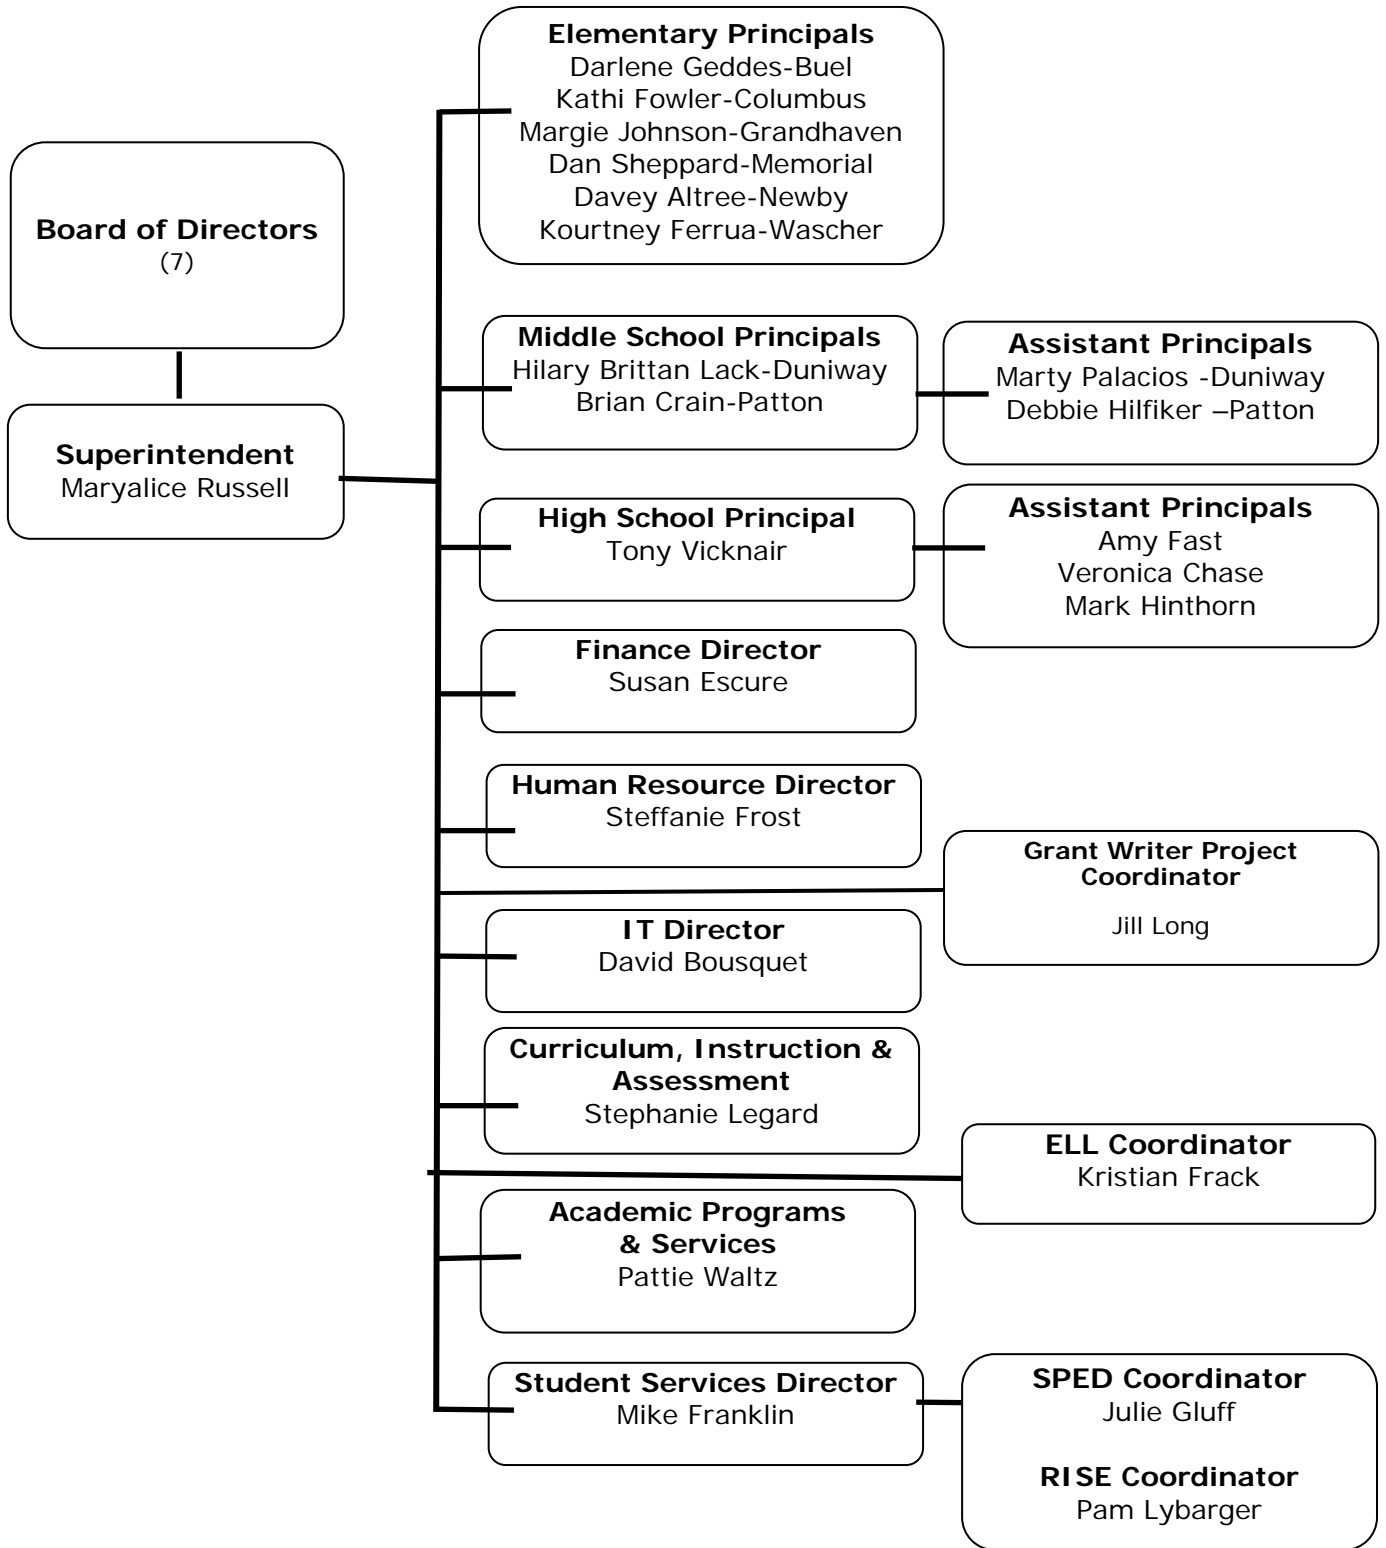 Board of Directors
(7)
Superintendent
Maryalice Russell
Elementary Principals
Darlene Geddes-Buel
Kathi Fowler-Columbus
Margie Johnson-Grandhaven
Dan Sheppard-Memorial
Davey Altree-Newby
Kourtney Ferrua-Wascher
Middle School Principals
Hilary Brittan Lack-Duniway
Brian Crain-Patton
Assistant Principals
Marty Palacios -Duniway
Debbie Hilfiker –Patton
High School Principal
Tony Vicknair
Assistant Principals
Amy Fast
Veronica Chase
Mark Hinthorn
Finance Director
Susan Escure
Human Resource Director
Steffanie Frost
Grant Writer Project
Coordinator
Jill Long
IT Director
David Bousquet
Curriculum, Instruction &
Assessment
Stephanie Legard
ELL Coordinator
Kristian Frack
Academic Programs
& Services
Pattie Waltz
Student Services Director
Mike Franklin
SPED Coordinator
Julie Gluff
RISE Coordinator
Pam Lybarger